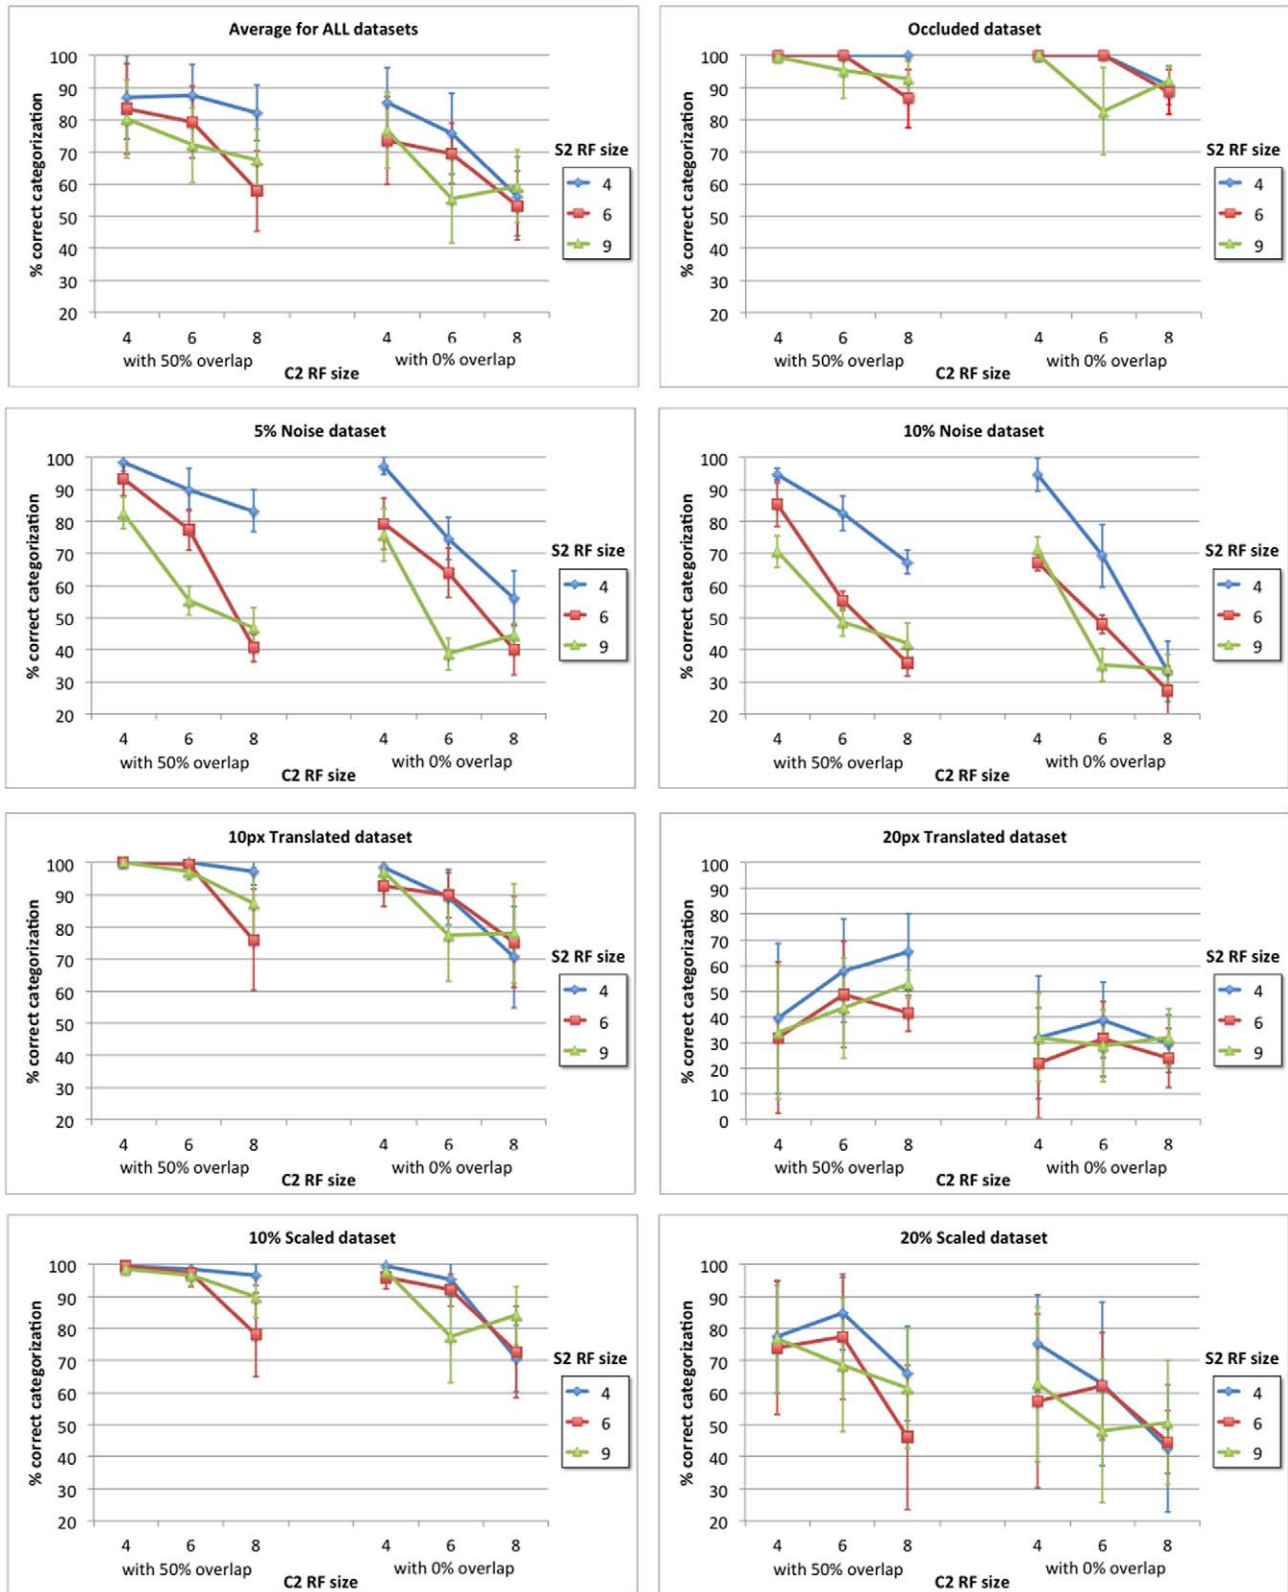 Average for ALL datasets
% correct categorization
100
90
80
70
60
50
40
30
20
4 6 8 4 6 8
with 50% overlap with 0% overlap
C2 RF size
S2 RF size
4
6
9
Occluded dataset
% correct categorization
100
90
80
70
60
50
40
30
20
4 6 8 4 6 8
with 50% overlap with 0% overlap
C2 RF size
S2 RF size
4
6
9
5% Noise dataset
% correct categorization
100
90
80
70
60
50
40
30
20
4 6 8 4 6 8
with 50% overlap with 0% overlap
C2 RF size
S2 RF size
4
6
9
10% Noise dataset
% correct categorization
100
90
80
70
60
50
40
30
20
4 6 8 4 6 8
with 50% overlap with 0% overlap
C2 RF size
S2 RF size
4
6
9
10px Translated dataset
% correct categorization
100
90
80
70
60
50
40
30
20
4 6 8 4 6 8
with 50% overlap with 0% overlap
C2 RF size
S2 RF size
4
6
9
20px Translated dataset
% correct categorization
100
90
80
70
60
50
40
30
20
10
0
4 6 8 4 6 8
with 50% overlap with 0% overlap
C2 RF size
S2 RF size
4
6
9
10% Scaled dataset
% correct categorization
100
90
80
70
60
50
40
30
20
4 6 8 4 6 8
with 50% overlap with 0% overlap
C2 RF size
S2 RF size
4
6
9
20% Scaled dataset
% correct categorization
100
90
80
70
60
50
40
30
20
4 6 8 4 6 8
with 50% overlap with 0% overlap
C2 RF size
S2 RF size
4
6
9